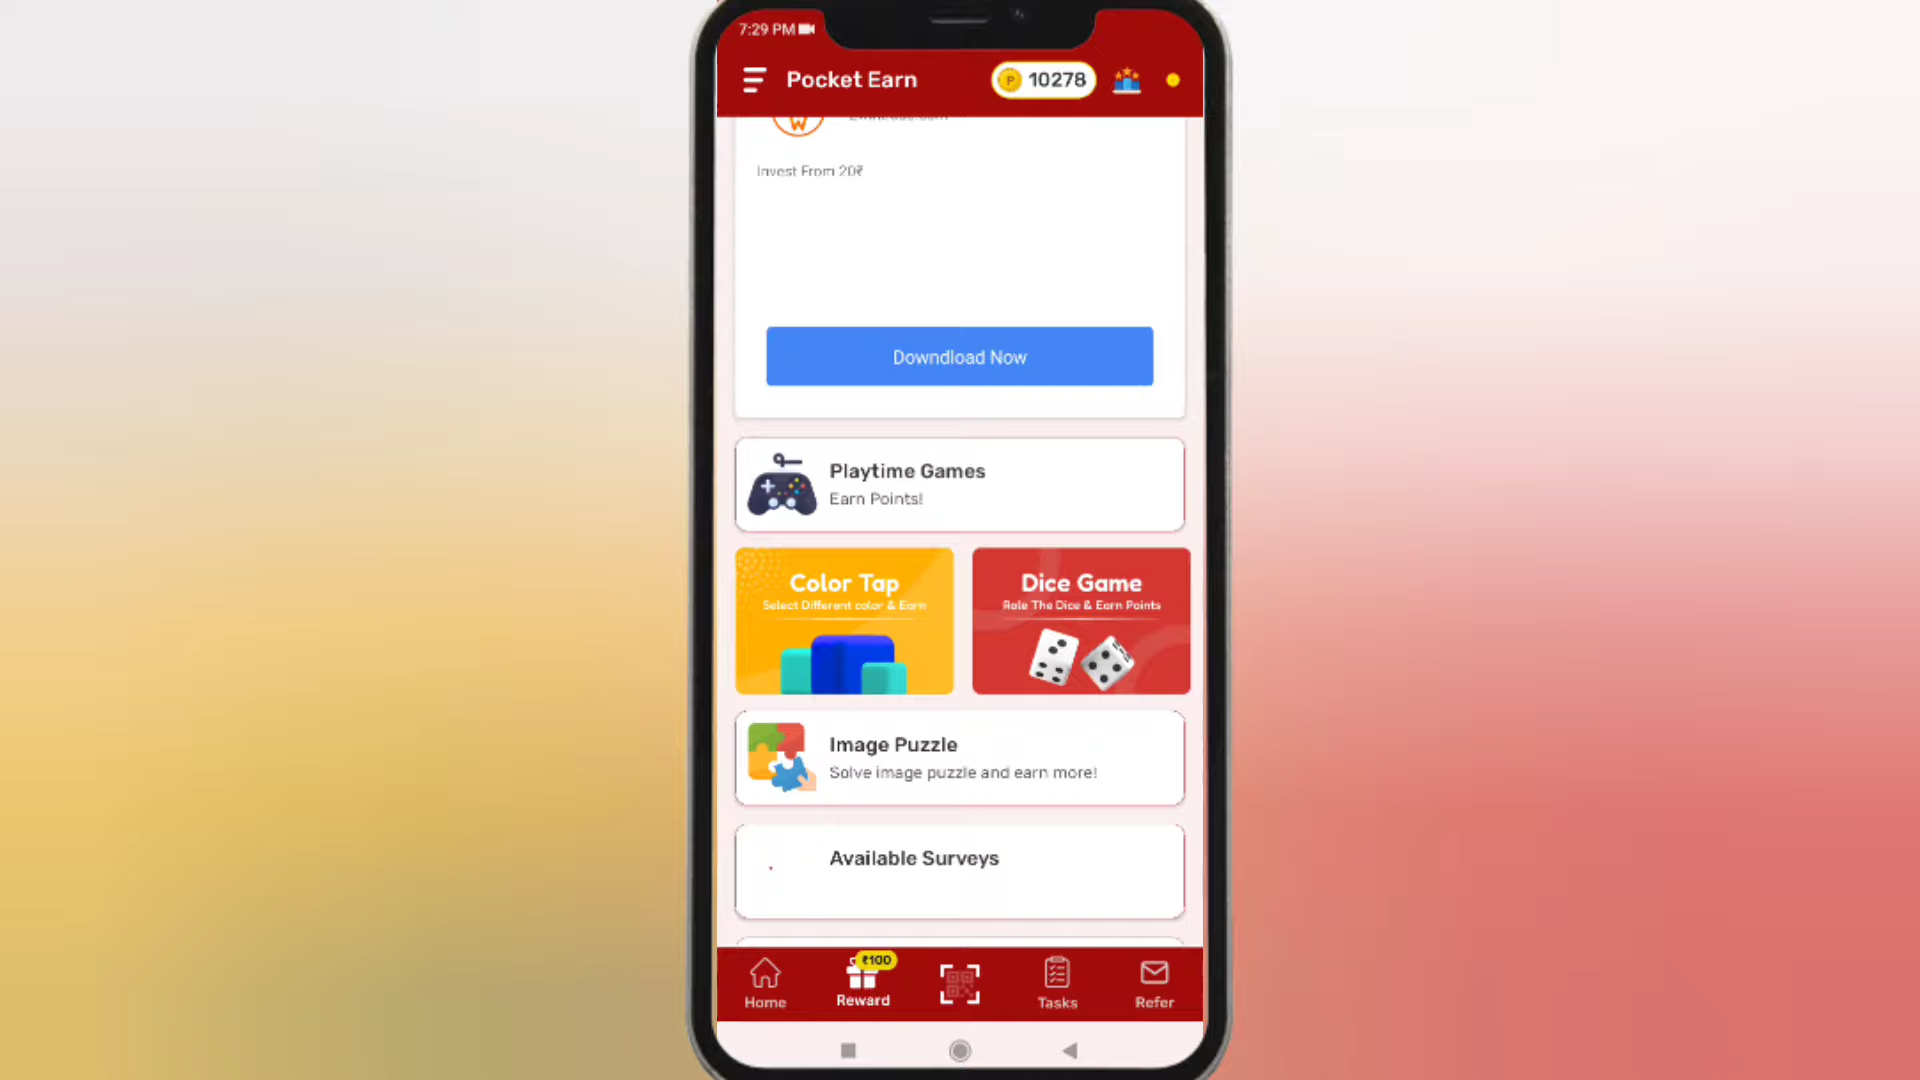 7:29 PM
Pocket Earn
P 10278
W
Invest From 20₹
Downdload Now
Playtime Games
Earn Points!
Color Tap
Select Different color & Earn
Dice Game
Role The Dice & Earn Points
Image Puzzle
Solve image puzzle and earn more!
Available Surveys
₹100
Home
Reward
Tasks
Refer